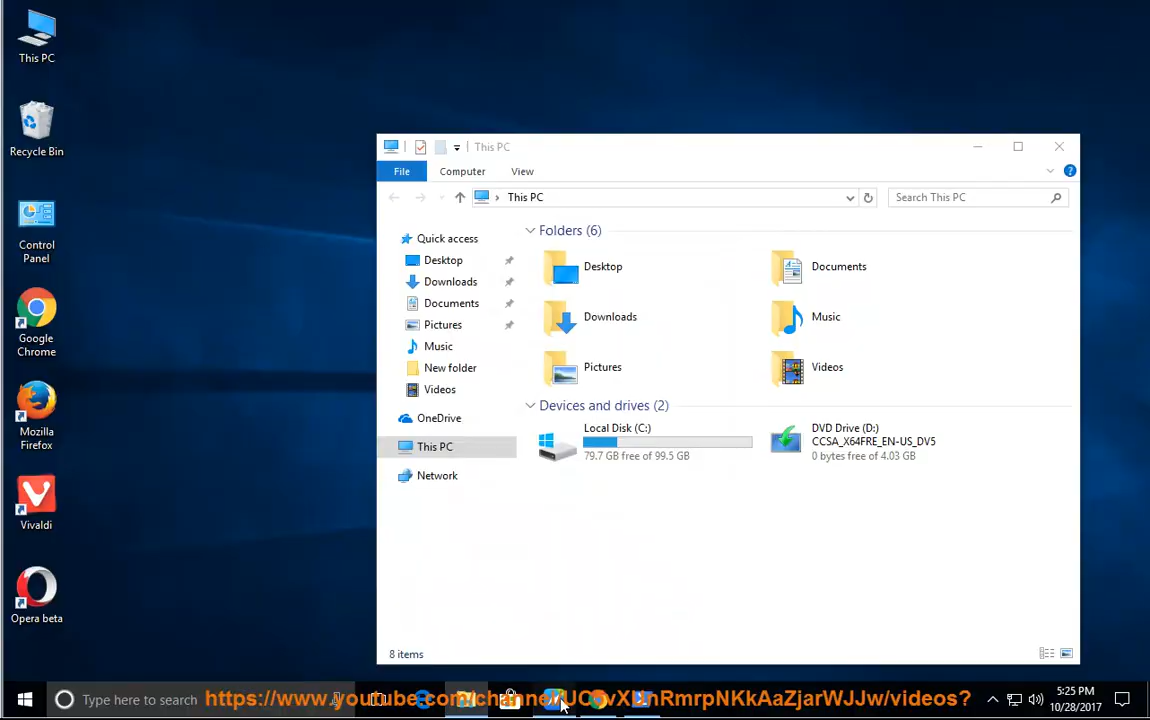 This PC
Recycle Bin
Control
Panel
Google
Chrome
Mozilla
Firefox
Vivaldi
Opera beta
This PC
File
Computer
View
This PC
Search This PC
Quick access
Desktop
Downloads
Documents
Pictures
Music
New folder
Videos
OneDrive
This PC
Network
Folders (6)
Desktop
Documents
Downloads
Music
Pictures
Videos
Devices and drives (2)
Local Disk (C:)
79.7 GB free of 99.5 GB
DVD Drive (D:)
CCSA_X64FRE_EN-US_DV5
0 bytes free of 4.03 GB
8 items
Type here to search
5:25 PM
10/28/2017